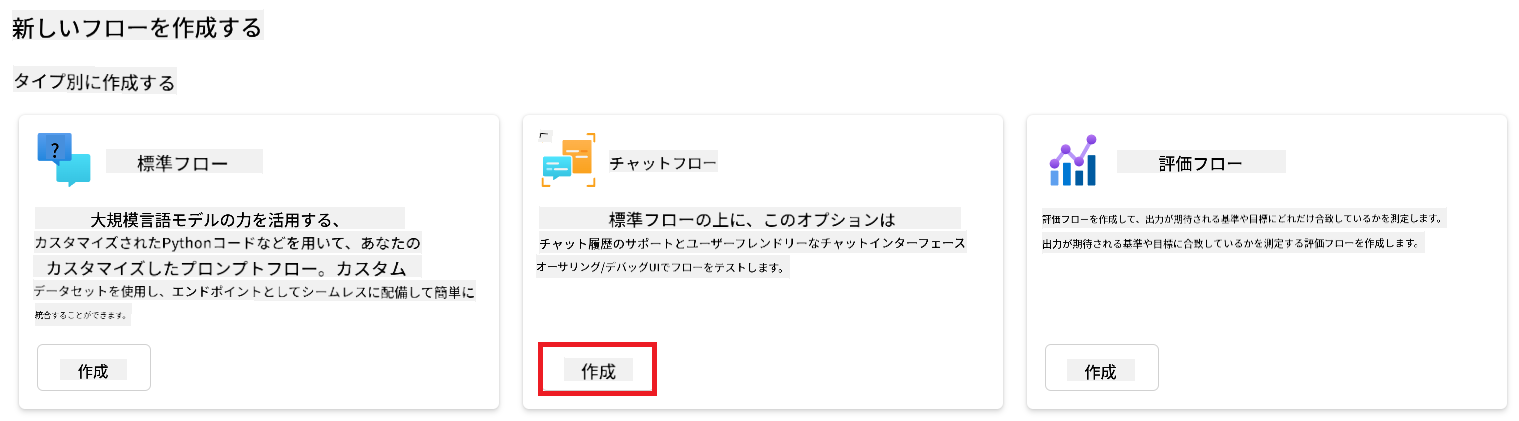 新しいフローを作成する
タイプ別に作成する
?
標準フロー
大規模言語モデルの力を活用する、
カスタマイズされたPythonコードなどを用いて、あなたの
カスタマイズしたプロンプトフロー。カスタム
データセットを使用し、エンドポイントとしてシームレスに配備して簡単に
統合することができます。
作成
チャットフロー
標準フローの上に、このオプションは
チャット履歴のサポートとユーザーフレンドリーなチャットインターフェース
オーサリング/デバッグUIでフローをテストします。
作成
評価フロー
評価フローを作成して、出力が期待される基準や目標にどれだけ合致しているかを測定します。
出力が期待される基準や目標に合致しているかを測定する評価フローを作成します。
作成